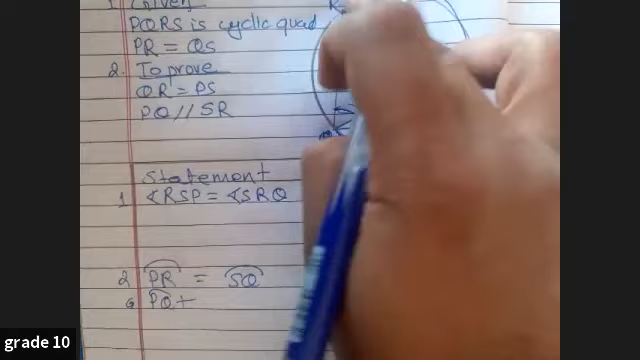 1. Given
PQRS is cyclic quad
PR = QS
2. To prove
QR = PS
PQ // SR
Statement
1 ∢RSP = ∢SRQ
2 PR = SQ
PQ+
grade 10